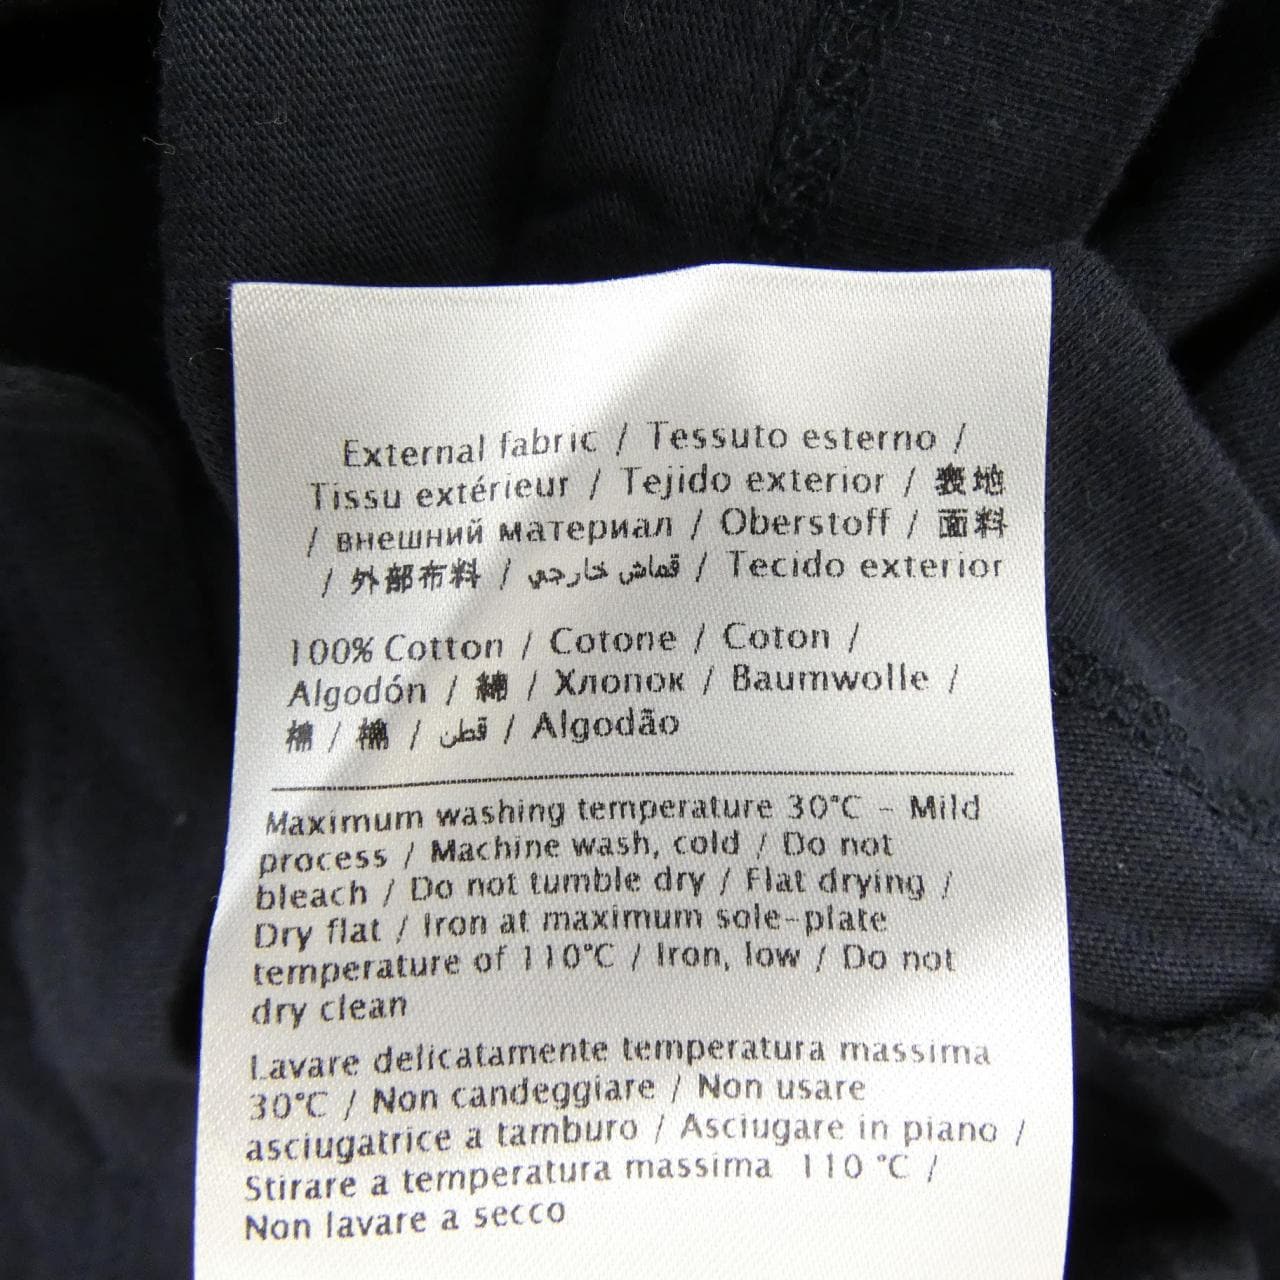 External fabric / Tessuto esterno /
Tissu extérieur / Tejido exterior / 表地
/ внешний материал / Oberstoff / 面料
/ 外部布料 / قماش خارجي / Tecido exterior
100% Cotton / Cotone / Coton /
Algodón / 綿 / Хлопок / Baumwolle /
棉 / 棉 / قطن / Algodão
Maximum washing temperature 30°C - Mild
process / Machine wash, cold / Do not
bleach / Do not tumble dry / Flat drying /
Dry flat / Iron at maximum sole-plate
temperature of 110°C / Iron, low / Do not
dry clean
Lavare delicatamente temperatura massima
30°C / Non candeggiare / Non usare
asciugatrice a tamburo / Asciugare in piano /
Stirare a temperatura massima 110 °C /
Non lavare a secco